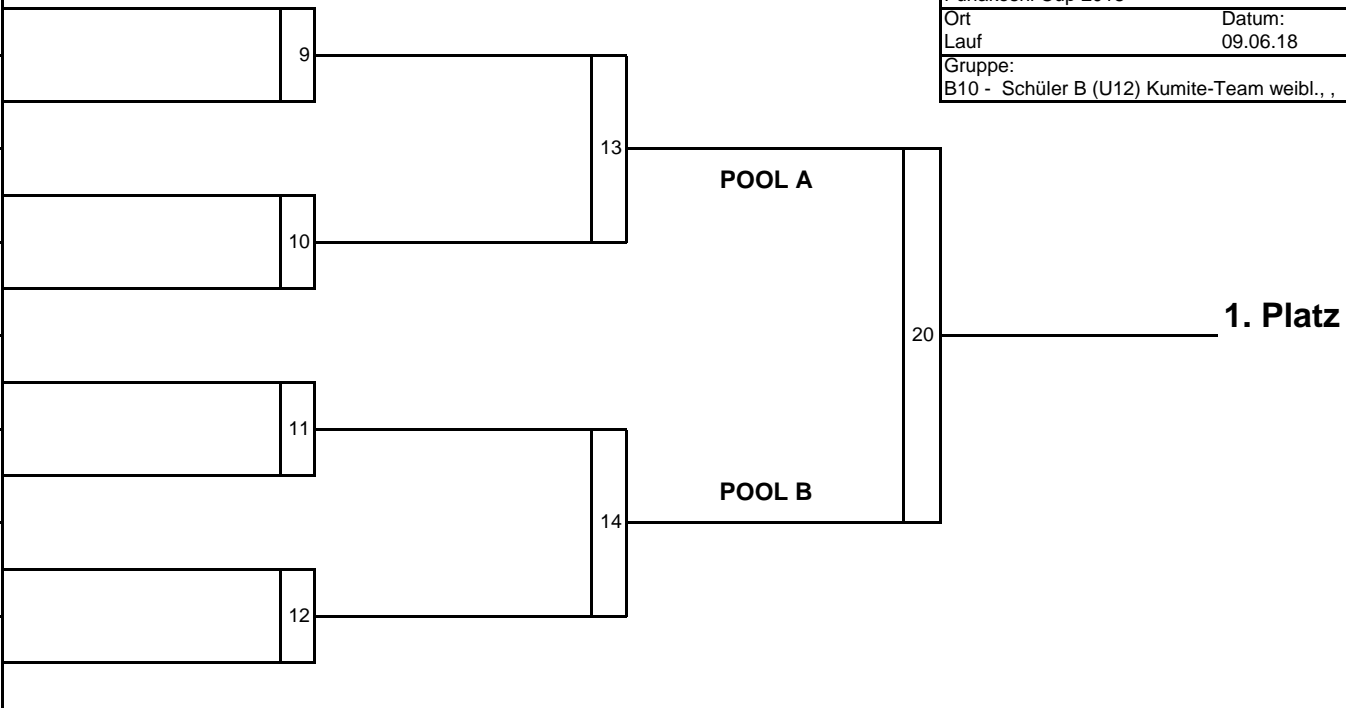 Ort Datum:
Lauf 09.06.18
Gruppe:
B10 - Schüler B (U12) Kumite-Team weibl., ,
9
13
POOL A
10
1. Platz
20
11
POOL B
14
12